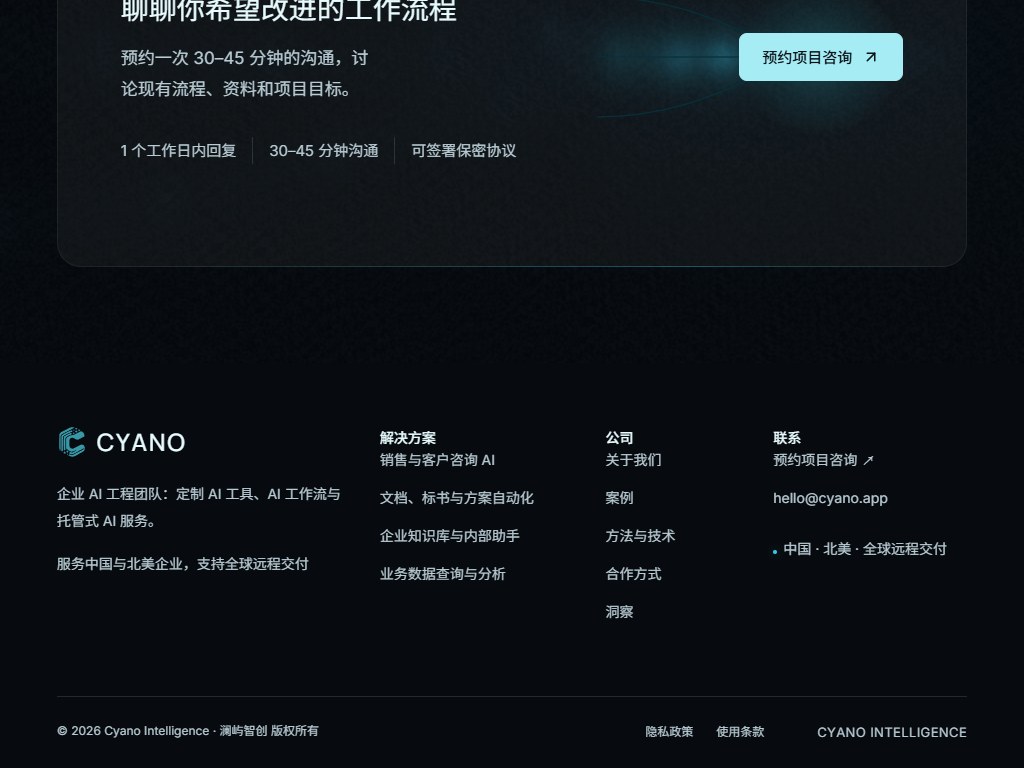 聊聊你希望改进的工作流程
预约一次 30–45 分钟的沟通，讨
论现有流程、资料和项目目标。
预约项目咨询
1 个工作日内回复
30–45 分钟沟通
可签署保密协议
CYANO
企业 AI 工程团队：定制 AI 工具、AI 工作流与
托管式 AI 服务。
服务中国与北美企业，支持全球远程交付
解决方案
销售与客户咨询 AI
文档、标书与方案自动化
企业知识库与内部助手
业务数据查询与分析
公司
关于我们
案例
方法与技术
合作方式
洞察
联系
预约项目咨询 ↗
hello@cyano.app
中国 · 北美 · 全球远程交付
© 2026 Cyano Intelligence · 澜屿智创 版权所有
隐私政策
使用条款
CYANO INTELLIGENCE